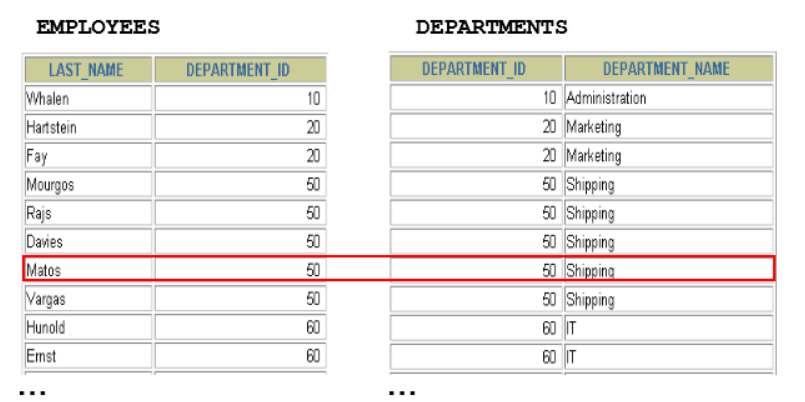 EMPLOYEES DEPARTMENTS
LAST_NAME DEPARTMENT_ID DEPARTMENT_ID DEPARTMENT_NAME
Whalen 10 10 Administration
Hartstein 20 20 Marketing
Fay 20 20 Marketing
Mourgos 50 50 Shipping
Rajs 50 50 Shipping
Davies 50 50 Shipping
Matos 50 50 Shipping
Vargas 50 50 Shipping
Hunold 60 60 IT
Ernst 60 60 IT
... ...